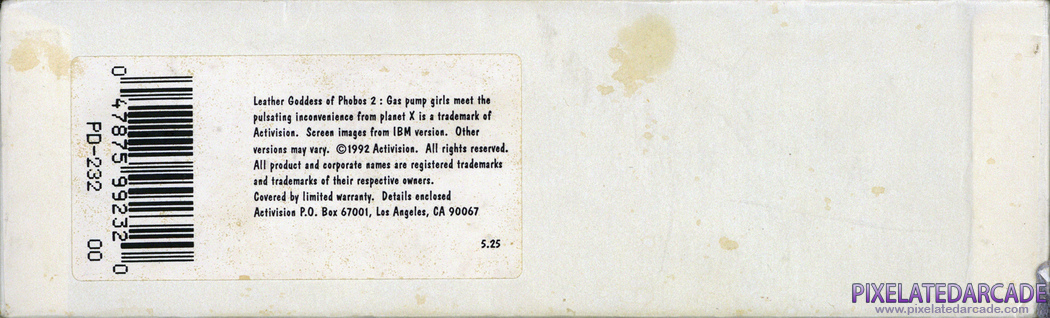 0 47875 99232 0
PD-232 00
Leather Goddess of Phobos 2 : Gas pump girls meet the
pulsating inconvenience from planet X is a trademark of
Activision. Screen images from IBM version. Other
versions may vary. ©1992 Activision. All rights reserved.
All product and corporate names are registered trademarks
and trademarks of their respective owners.
Covered by limited warranty. Details enclosed
Activision P.O. Box 67001, Los Angeles, CA 90067
5.25
PIXELATEDARCADE
www.pixelatedarcade.com